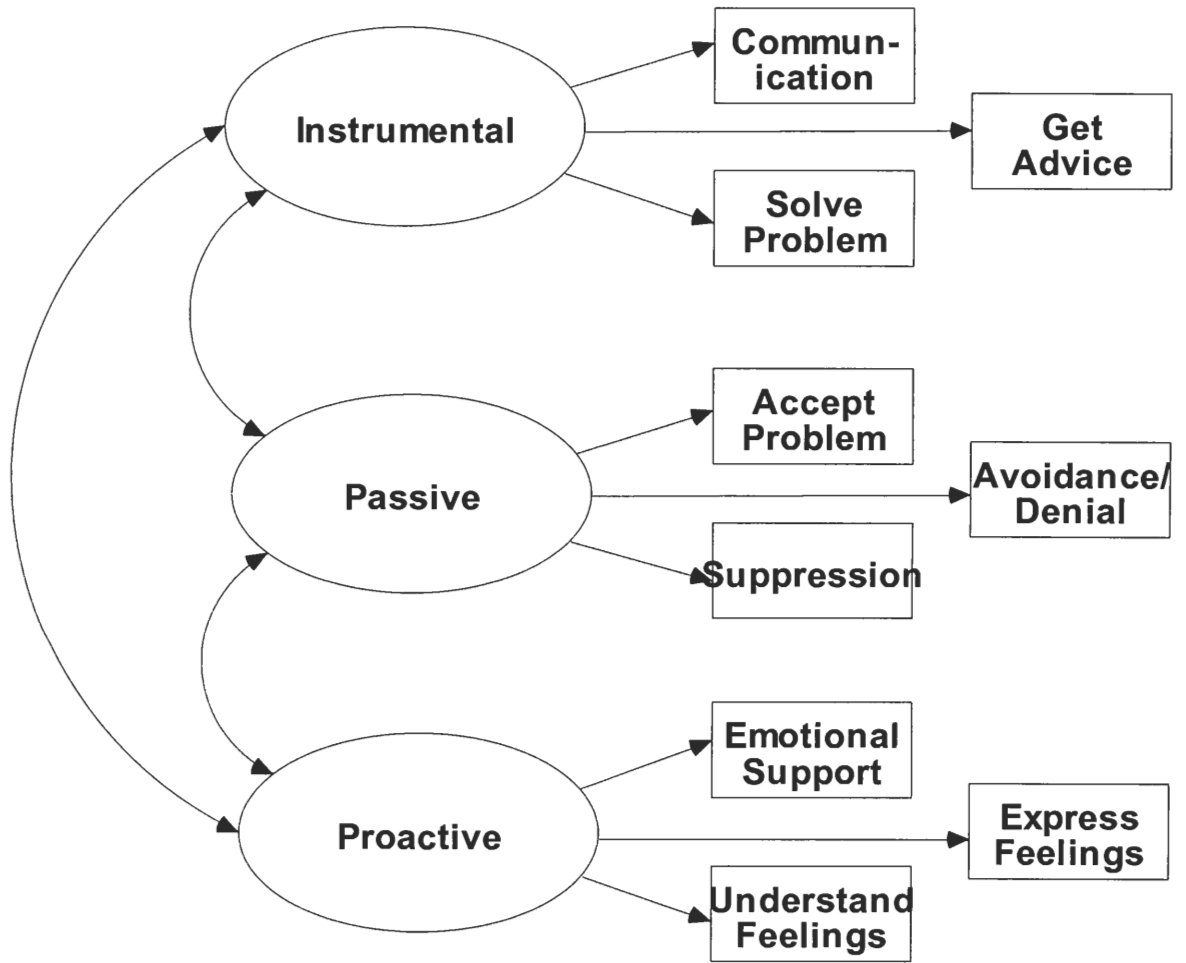 Commun-
ication
Instrumental
Get
Advice
Solve
Problem
Accept
Problem
Passive
Avoidance/
Denial
Suppression
Emotional
Support
Proactive
Express
Feelings
Understand
Feelings